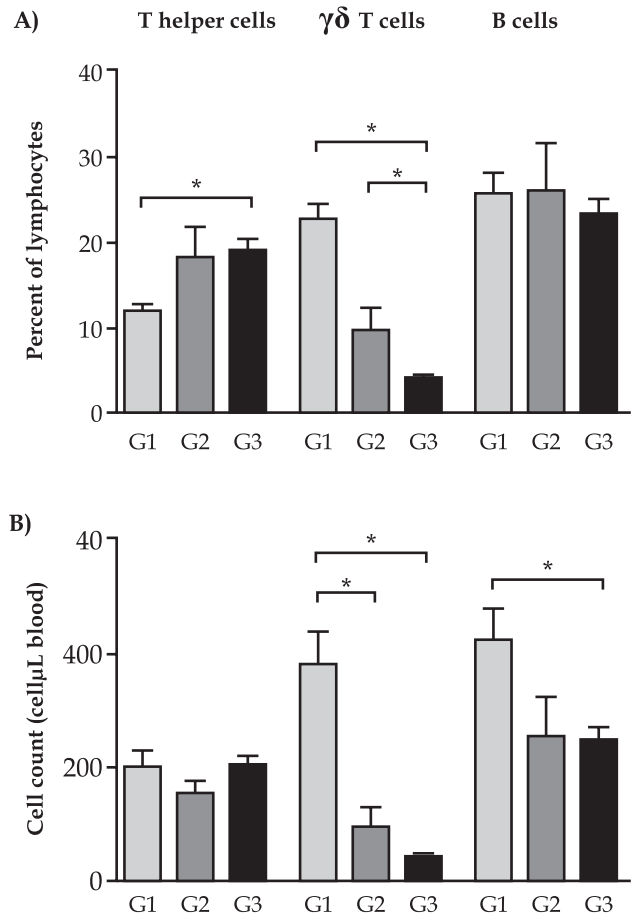 A) T helper cells γδ T cells B cells
Percent of lymphocytes
40
30
20
10
0
G1 G2 G3 G1 G2 G3 G1 G2 G3
*
*
*
B)
Cell count (cellµL blood)
40
400
200
0
*
*
*
G1 G2 G3 G1 G2 G3 G1 G2 G3